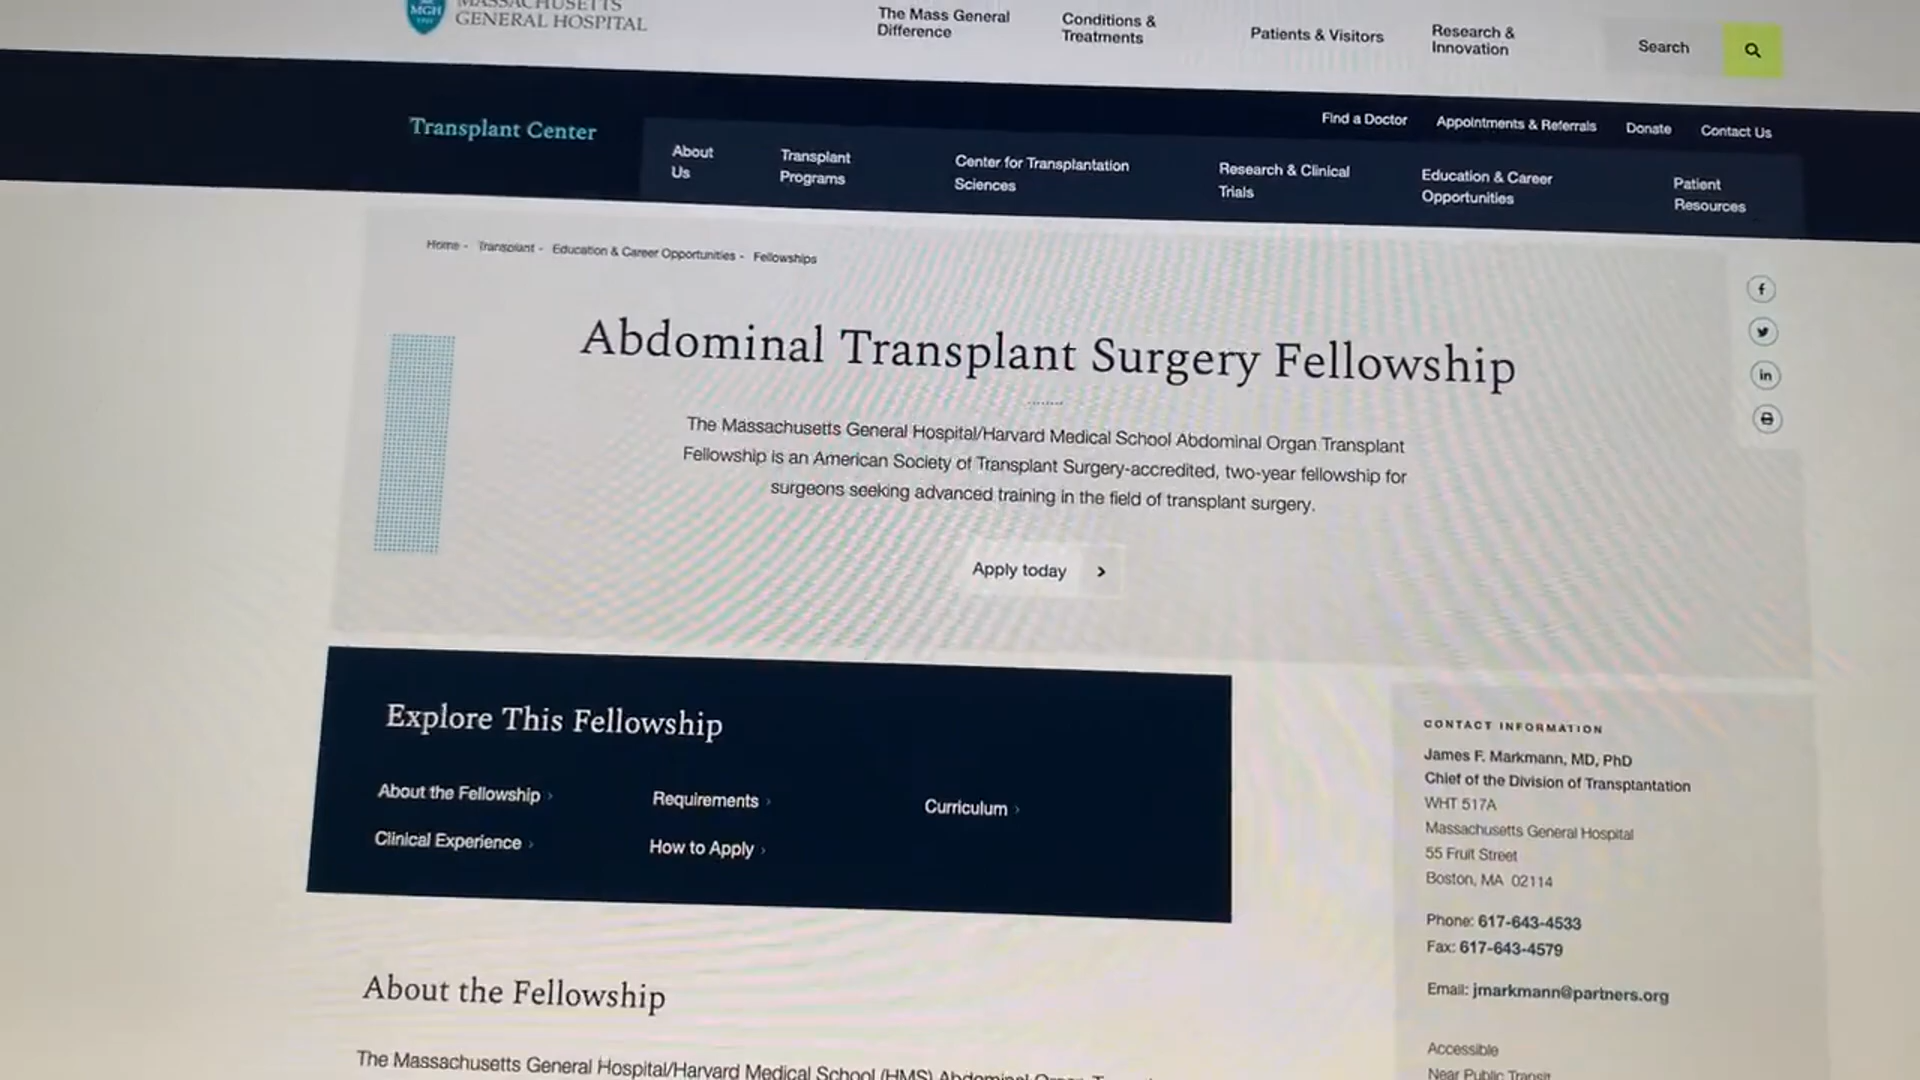 MGH
MASSACHUSETTS
GENERAL HOSPITAL
The Mass General
Difference
Conditions &
Treatments
Patients & Visitors
Research &
Innovation
Search
Transplant Center
Find a Doctor
Appointments & Referrals
Donate
Contact Us
About
Us
Transplant
Programs
Center for Transplantation
Sciences
Research & Clinical
Trials
Education & Career
Opportunities
Patient
Resources
Home - Transplant - Education & Career Opportunities - Fellowships
Abdominal Transplant Surgery Fellowship
The Massachusetts General Hospital/Harvard Medical School Abdominal Organ Transplant
Fellowship is an American Society of Transplant Surgery-accredited, two-year fellowship for
surgeons seeking advanced training in the field of transplant surgery.
Apply today
Explore This Fellowship
About the Fellowship
Requirements
Curriculum
Clinical Experience
How to Apply
CONTACT INFORMATION
James F. Markmann, MD, PhD
Chief of the Division of Transplantation
WHT 517A
Massachusetts General Hospital
55 Fruit Street
Boston, MA 02114
Phone: 617-643-4533
Fax: 617-643-4579
Email: jmarkmann@partners.org
Accessible
Near Public Transit
About the Fellowship
The Massachusetts General Hospital/Harvard Medical School (HMS) Abdominal Organ